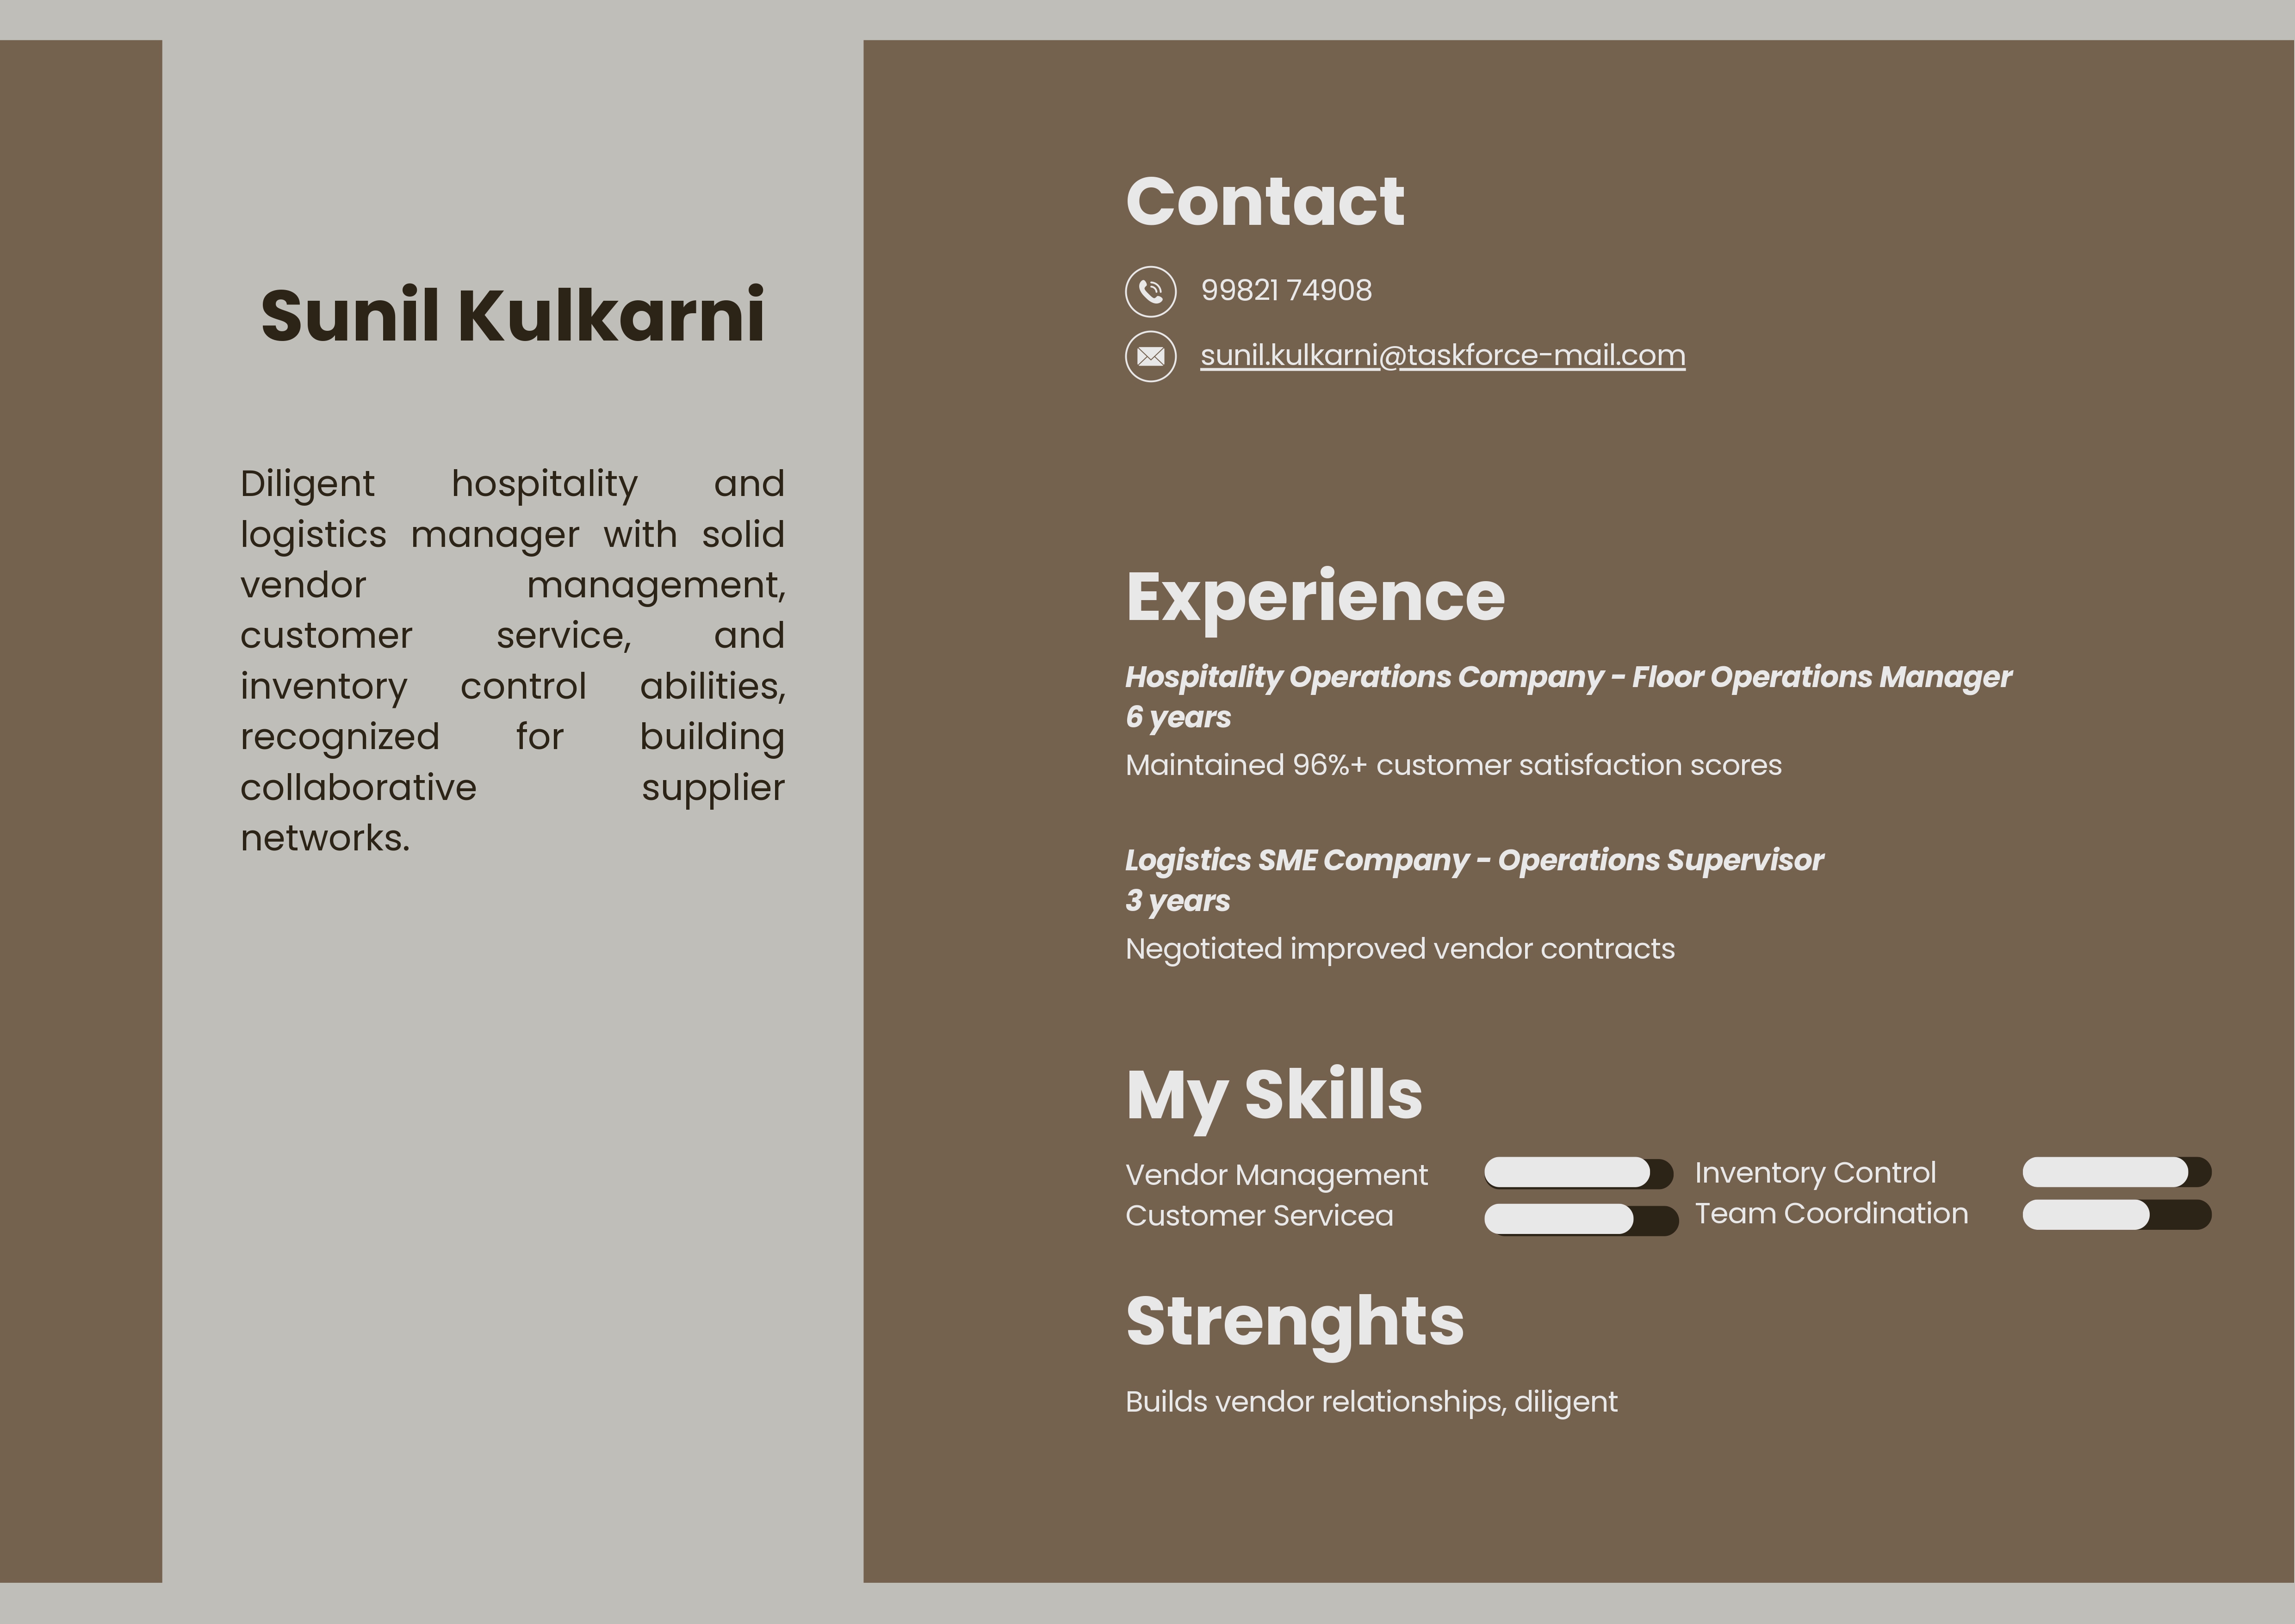 Sunil Kulkarni
Diligent hospitality and
logistics manager with solid
vendor management,
customer service, and
inventory control abilities,
recognized for building
collaborative supplier
networks.
Contact
99821 74908
sunil.kulkarni@taskforce-mail.com
Experience
Hospitality Operations Company - Floor Operations Manager
6 years
Maintained 96%+ customer satisfaction scores
Logistics SME Company - Operations Supervisor
3 years
Negotiated improved vendor contracts
My Skills
Vendor Management
Customer Servicea
Inventory Control
Team Coordination
Strenghts
Builds vendor relationships, diligent